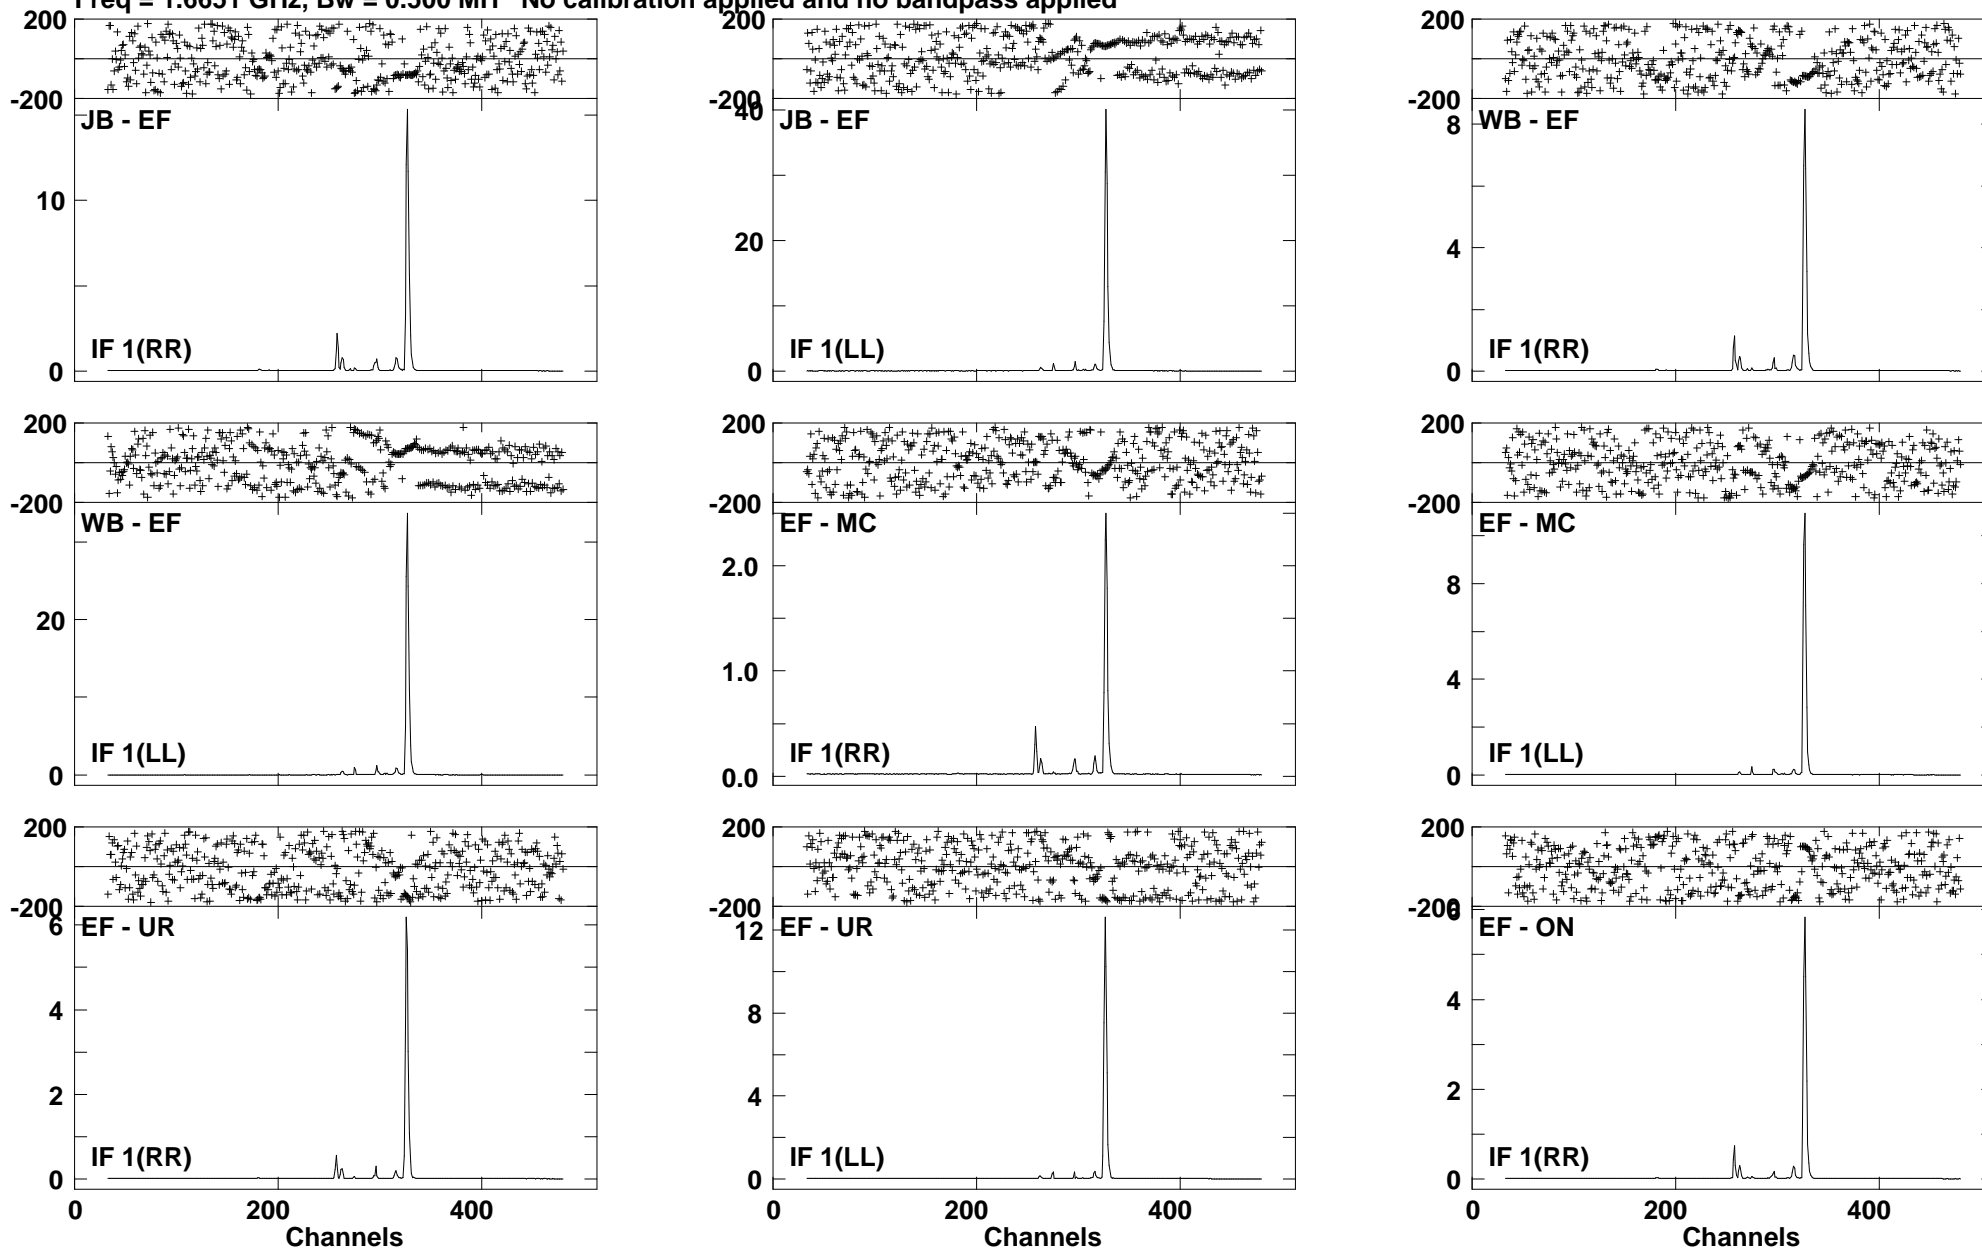 Freq = 1.6651 GHz, Bw = 0.500 MH No calibration applied and no bandpass applied
200
-200
JB - EF
10
0
IF 1(RR)
200
-200
40
JB - EF
20
0
IF 1(LL)
200
-200
WB - EF
8
4
0
IF 1(RR)
200
-200
WB - EF
20
0
IF 1(LL)
200
-200
EF - MC
2.0
1.0
0.0
IF 1(RR)
200
-200
EF - MC
8
4
0
IF 1(LL)
200
-200
6
EF - UR
4
2
0
IF 1(RR)
0
200
400
Channels
200
-200
12
EF - UR
8
4
0
IF 1(LL)
0
200
400
Channels
200
-200
6
EF - ON
4
2
0
IF 1(RR)
0
200
400
Channels